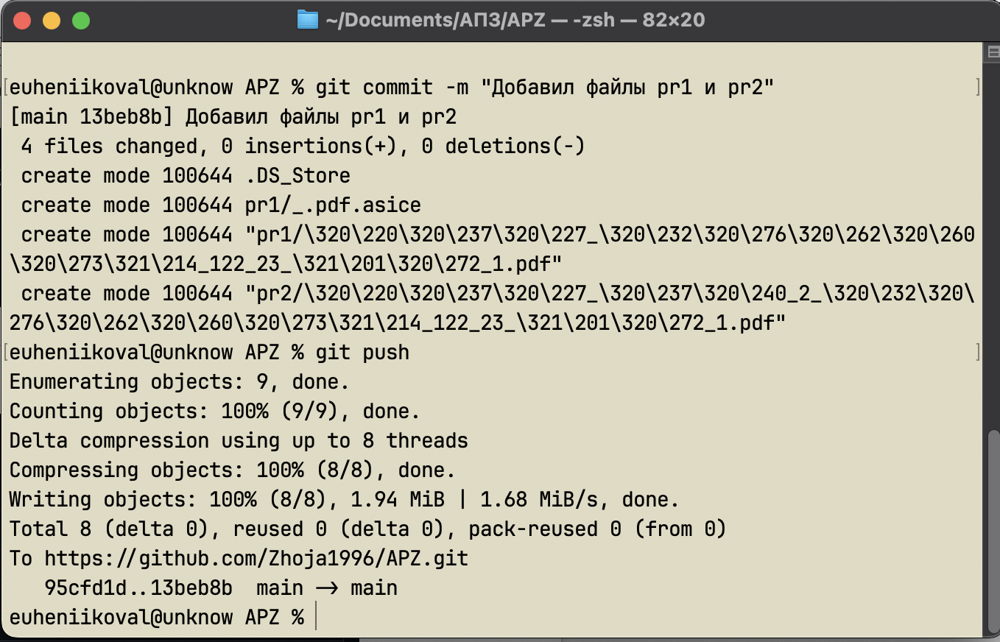 ~/Documents/АПЗ/APZ — -zsh — 82×20
euheniikoval@unknow APZ % git commit -m "Добавил файлы pr1 и pr2"
[main 13beb8b] Добавил файлы pr1 и pr2
 4 files changed, 0 insertions(+), 0 deletions(-)
 create mode 100644 .DS_Store
 create mode 100644 pr1/_.pdf.asice
 create mode 100644 "pr1/\320\220\320\237\320\227_\320\232\320\276\320\262\320\260
\320\273\321\214_122_23_\321\201\320\272_1.pdf"
 create mode 100644 "pr2/\320\220\320\237\320\227_\320\237\320\240_2_\320\232\320\
276\320\262\320\260\320\273\321\214_122_23_\321\201\320\272_1.pdf"
euheniikoval@unknow APZ % git push
Enumerating objects: 9, done.
Counting objects: 100% (9/9), done.
Delta compression using up to 8 threads
Compressing objects: 100% (8/8), done.
Writing objects: 100% (8/8), 1.94 MiB | 1.68 MiB/s, done.
Total 8 (delta 0), reused 0 (delta 0), pack-reused 0 (from 0)
To https://github.com/Zhoja1996/APZ.git
   95cfd1d..13beb8b  main -> main
euheniikoval@unknow APZ %